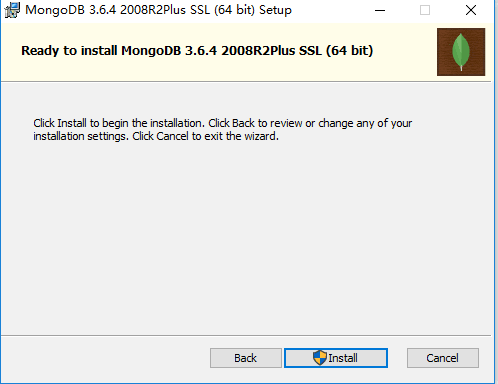 MongoDB 3.6.4 2008R2Plus SSL (64 bit) Setup
Ready to install MongoDB 3.6.4 2008R2Plus SSL (64 bit)
Click Install to begin the installation. Click Back to review or change any of your
installation settings. Click Cancel to exit the wizard.
Back Install Cancel